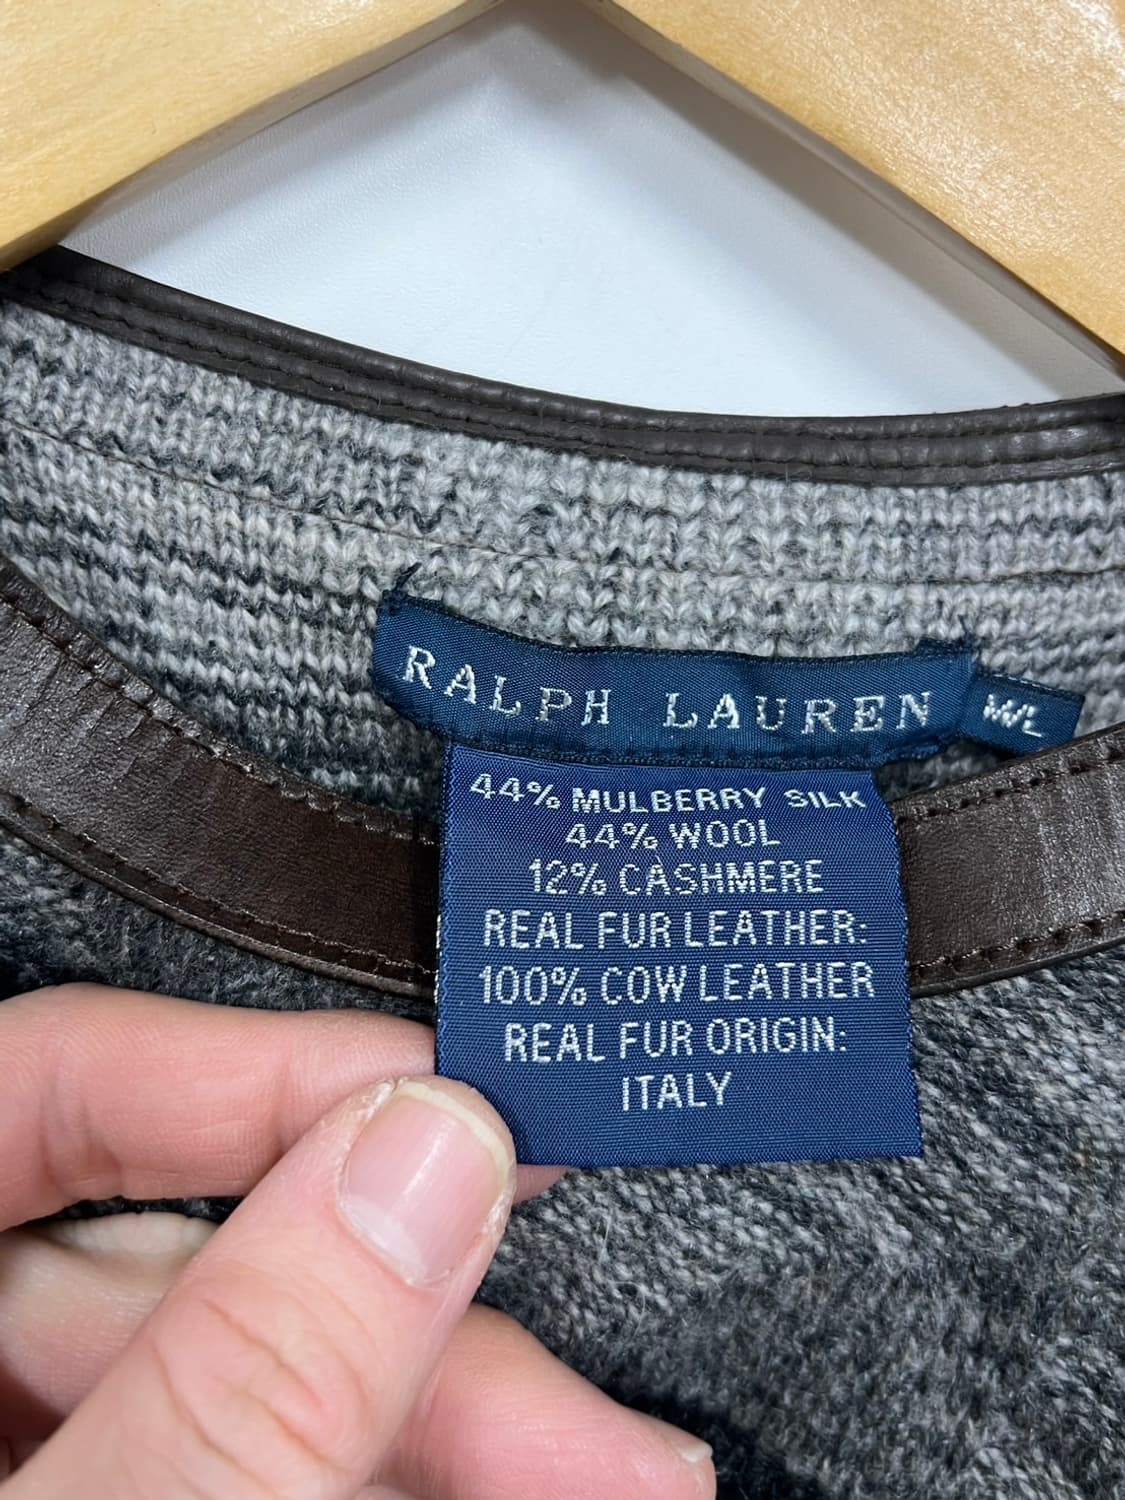 RALPH LAUREN
M/L
44% MULBERRY SILK
44% WOOL
12% CASHMERE
REAL FUR LEATHER:
100% COW LEATHER
REAL FUR ORIGIN:
ITALY